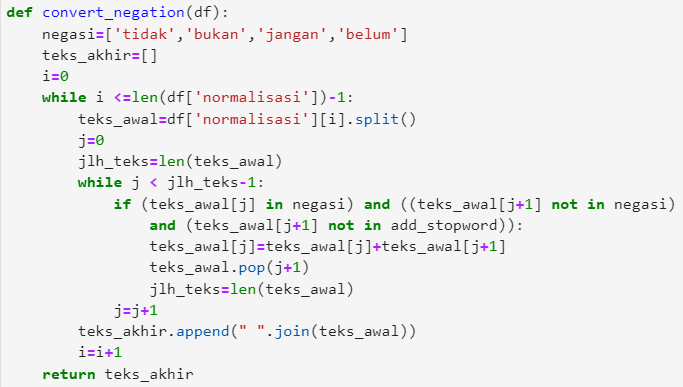 def convert_negation(df):
    negasi=['tidak','bukan','jangan','belum']
    teks_akhir=[]
    i=0
    while i <=len(df['normalisasi'])-1:
        teks_awal=df['normalisasi'][i].split()
        j=0
        jlh_teks=len(teks_awal)
        while j < jlh_teks-1:
            if (teks_awal[j] in negasi) and ((teks_awal[j+1] not in negasi)
                and (teks_awal[j+1] not in add_stopword)):
                teks_awal[j]=teks_awal[j]+teks_awal[j+1]
                teks_awal.pop(j+1)
                jlh_teks=len(teks_awal)
            j=j+1
        teks_akhir.append(" ".join(teks_awal))
        i=i+1
    return teks_akhir